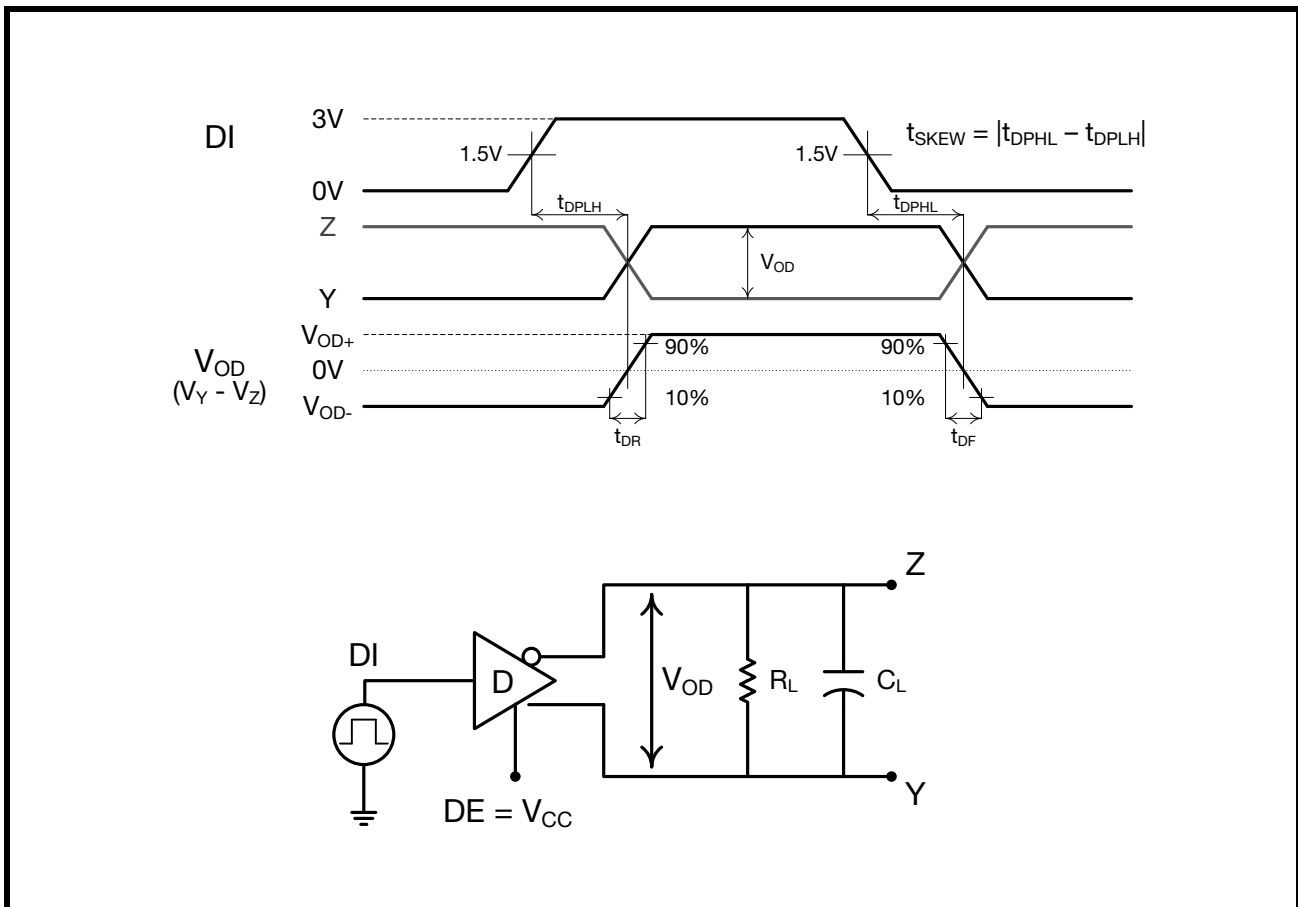 3V
DI
t_SKEW = |t_DPHL – t_DPLH|
1.5V
1.5V
0V
t_DPLH
t_DPHL
Z
V_OD
Y
V_OD+
90%
90%
V_OD
0V
(V_Y - V_Z)
10%
10%
V_OD-
t_DR
t_DF
Z
DI
D
V_OD
R_L
C_L
Y
DE = V_CC